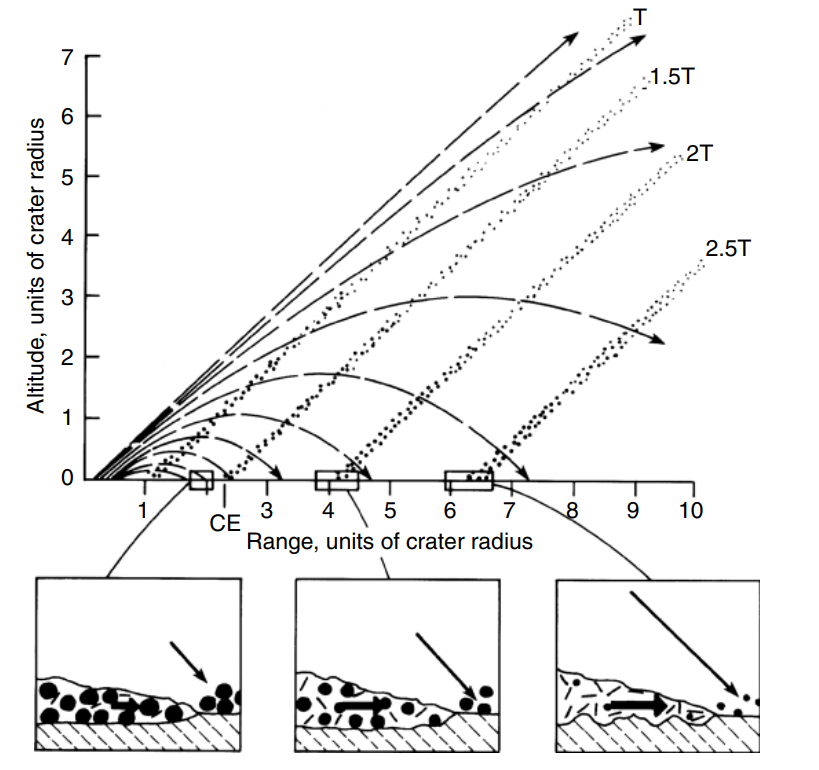 T
7
1.5T
6
2T
5
4
2.5T
3
2
1
0
Altitude, units of crater radius
1
CE
3
4
5
6
7
8
9
10
Range, units of crater radius